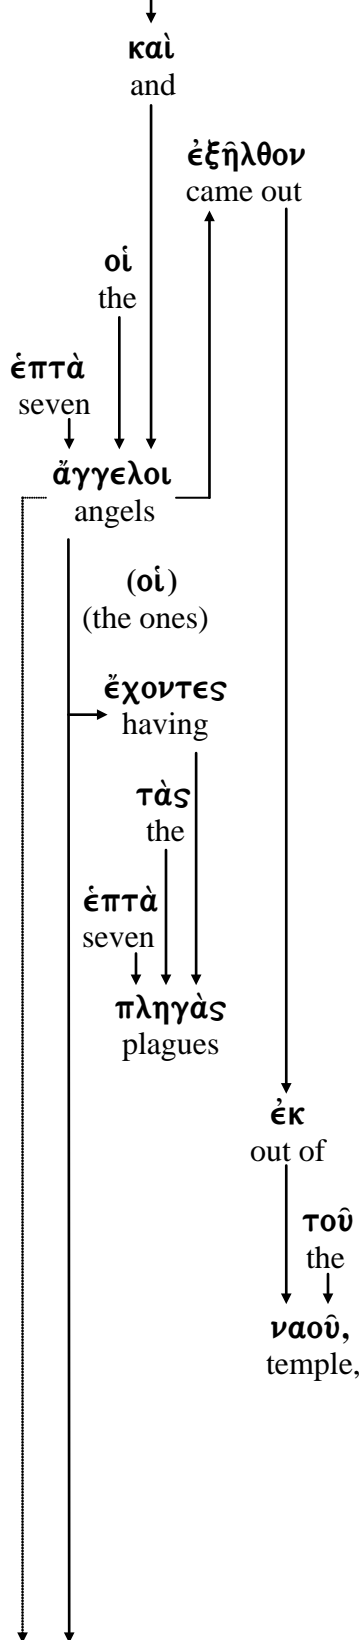 καὶ
and
ἐξῆλθον
came out
οἱ
the
ἑπτὰ
seven
ἄγγελοι
angels
(οἱ)
(the ones)
ἔχοντες
having
τὰς
the
ἑπτὰ
seven
πληγὰς
plagues
ἐκ
out of
τοῦ
the
ναοῦ,
temple,